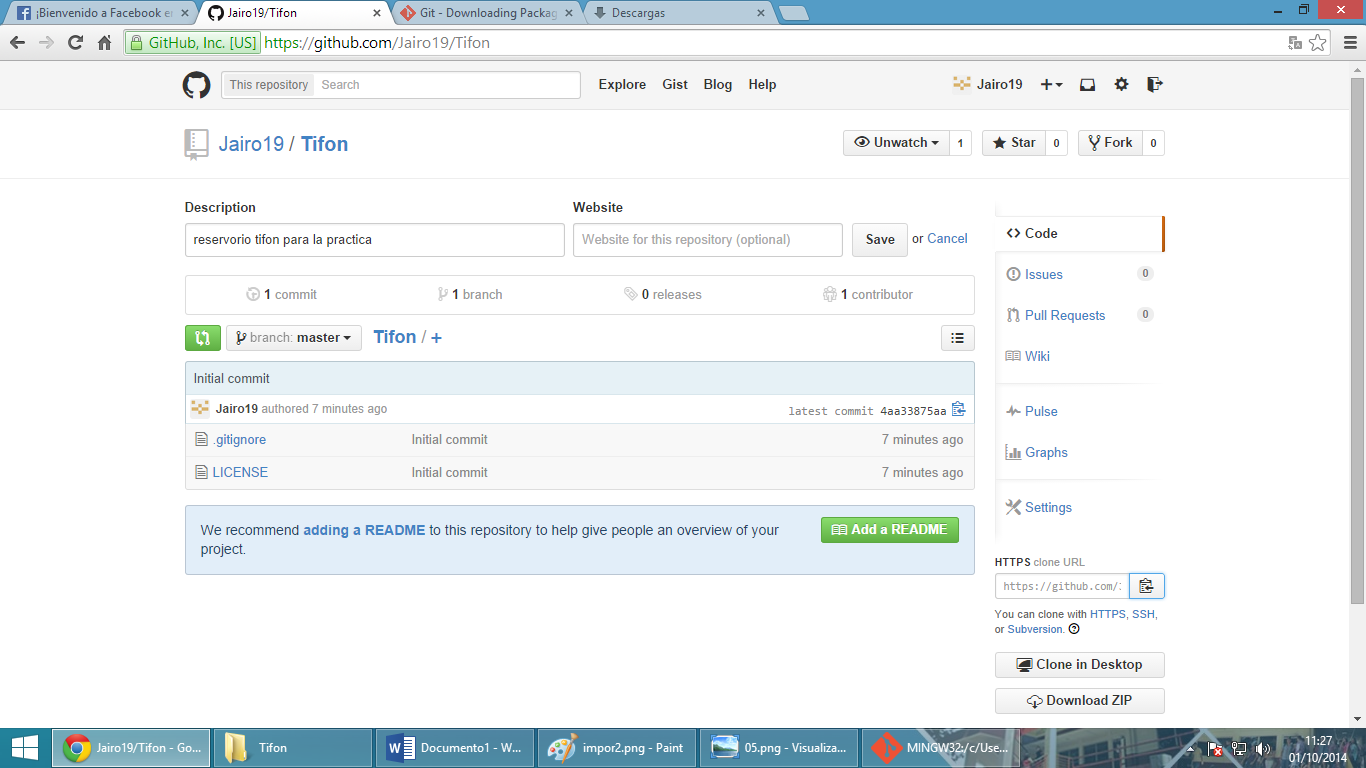 ¡Bienvenido a Facebook en
Jairo19/Tifon
Git - Downloading Packag
Descargas
GitHub, Inc. [US]
https://github.com/Jairo19/Tifon
This repository
Search
Explore
Gist
Blog
Help
Jairo19
Jairo19 / Tifon
Unwatch
1
Star
0
Fork
0
Description
Website
reservorio tifon para la practica
Website for this repository (optional)
Save
or Cancel
1 commit
1 branch
0 releases
1 contributor
branch: master
Tifon / +
Initial commit
Jairo19 authored 7 minutes ago
latest commit 4aa33875aa
.gitignore
Initial commit
7 minutes ago
LICENSE
Initial commit
7 minutes ago
We recommend adding a README to this repository to help give people an overview of your
project.
Add a README
Code
Issues
0
Pull Requests
0
Wiki
Pulse
Graphs
Settings
HTTPS clone URL
https://github.com/
You can clone with HTTPS, SSH,
or Subversion.
Clone in Desktop
Download ZIP
Jairo19/Tifon - Go...
Tifon
Documento1 - W...
impor2.png - Paint
05.png - Visualiza...
MINGW32:/c/Use...
11:27
01/10/2014